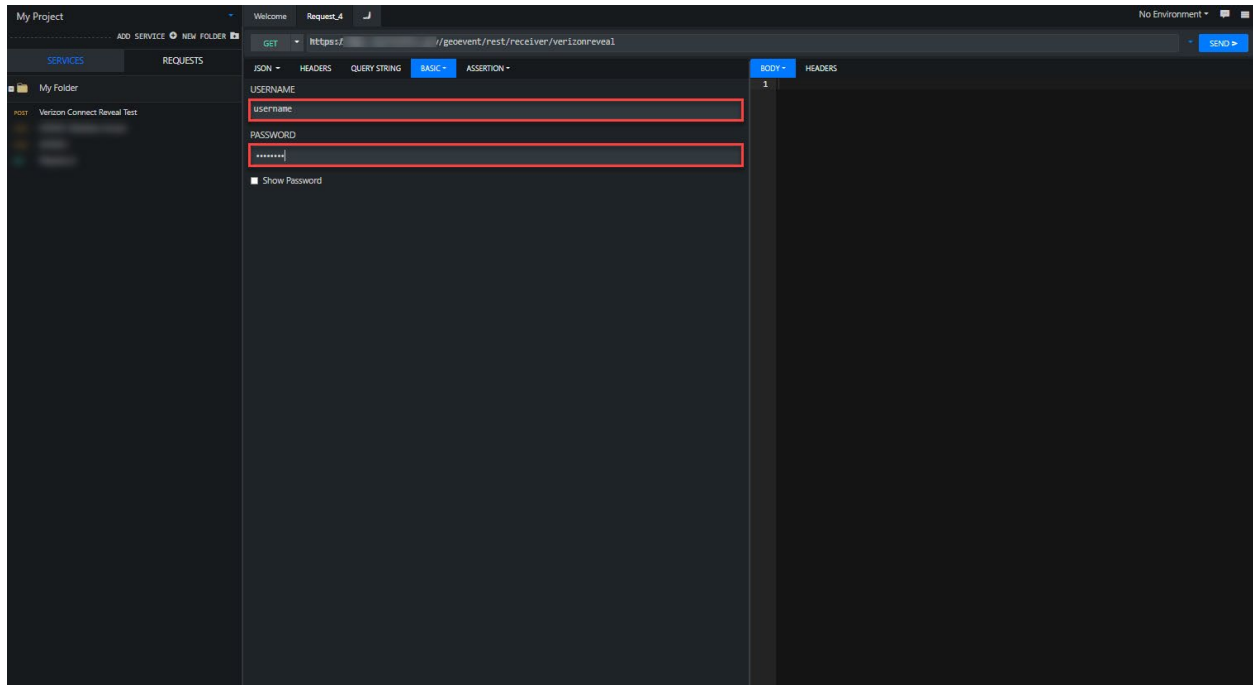 My Project
Welcome Request_4
No Environment
ADD SERVICE NEW FOLDER
GET https:/ /geoevent/rest/receiver/verizonreveal SEND
SERVICES REQUESTS
JSON HEADERS QUERY STRING BASIC ASSERTION
BODY HEADERS
My Folder
USERNAME
1
username
POST Verizon Connect Reveal Test
PASSWORD
••••••••
Show Password